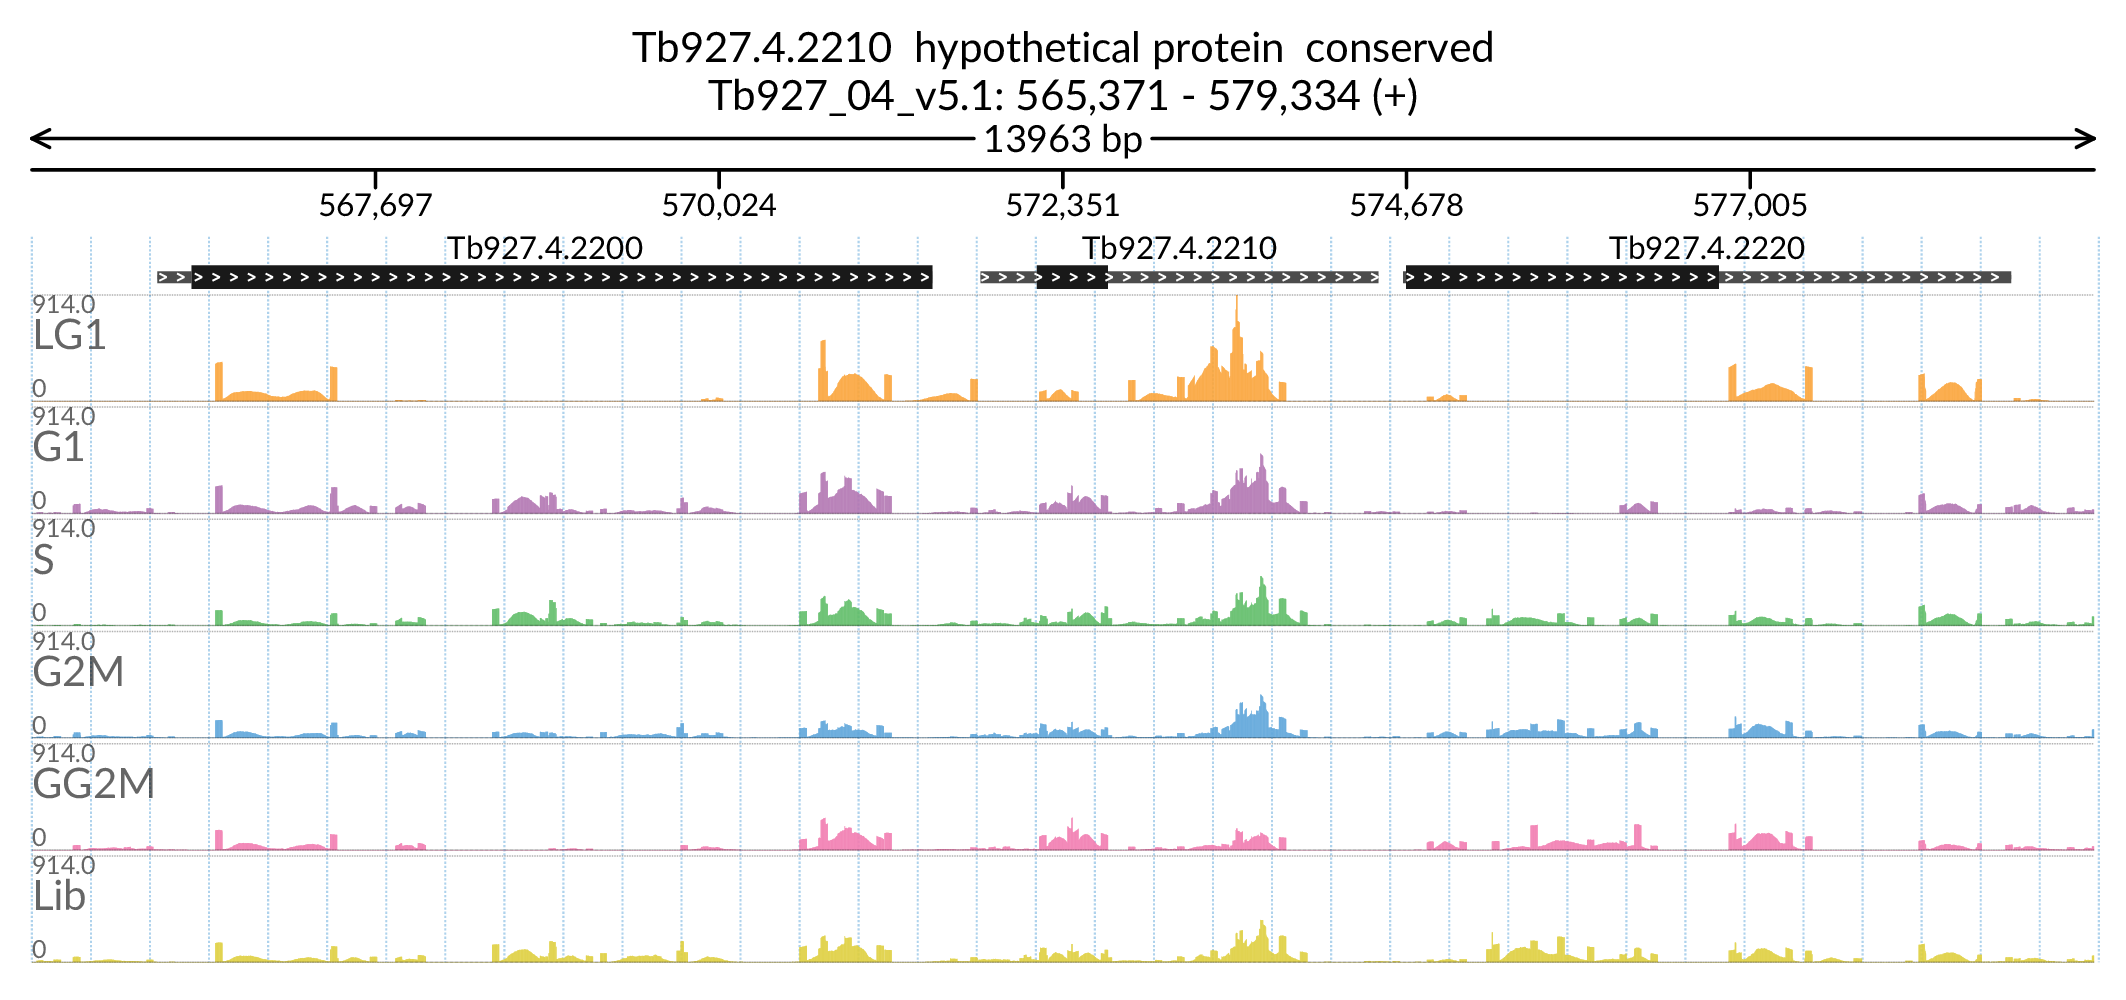 Tb927.4.2210  hypothetical protein  conserved
Tb927_04_v5.1: 565,371 - 579,334 (+)
13963 bp
567,697 570,024 572,351 574,678 577,005
Tb927.4.2200 Tb927.4.2210 Tb927.4.2220
914.0
LG1
0
914.0
G1
0
914.0
S
0
914.0
G2M
0
914.0
GG2M
0
914.0
Lib
0